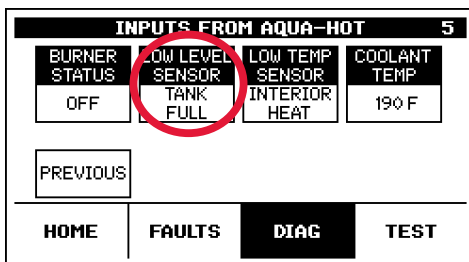 INPUTS FROM AQUA-HOT 5
BURNER STATUS
OFF
LOW LEVEL SENSOR
TANK FULL
LOW TEMP SENSOR
INTERIOR HEAT
COOLANT TEMP
190 F
PREVIOUS
HOME FAULTS DIAG TEST